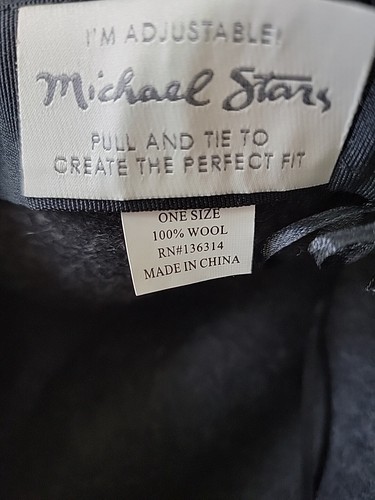 I'M ADJUSTABLE!
Michael Stars
PULL AND TIE TO
CREATE THE PERFECT FIT
ONE SIZE
100% WOOL
RN#136314
MADE IN CHINA